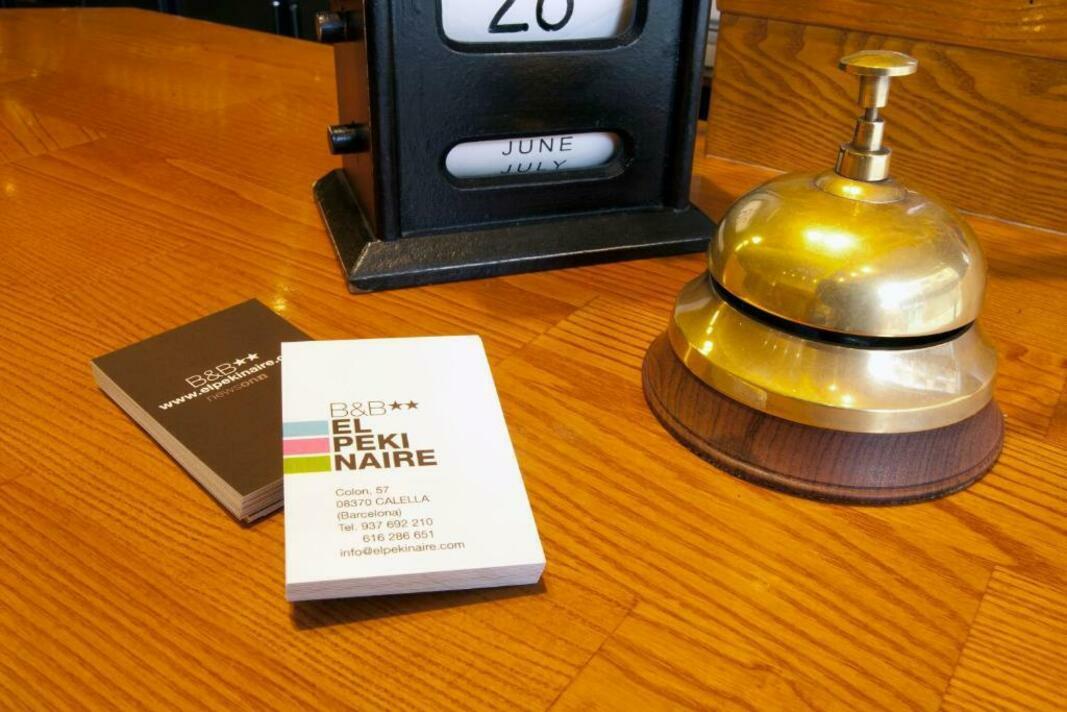 JUNE
JULY
B&B★★
www.elpekinaire.c
B&B★★
EL
PEKI
NAIRE
Colon, 57
08370 CALELLA
(Barcelona)
Tel. 937 692 210
616 286 651
info@elpekinaire.com